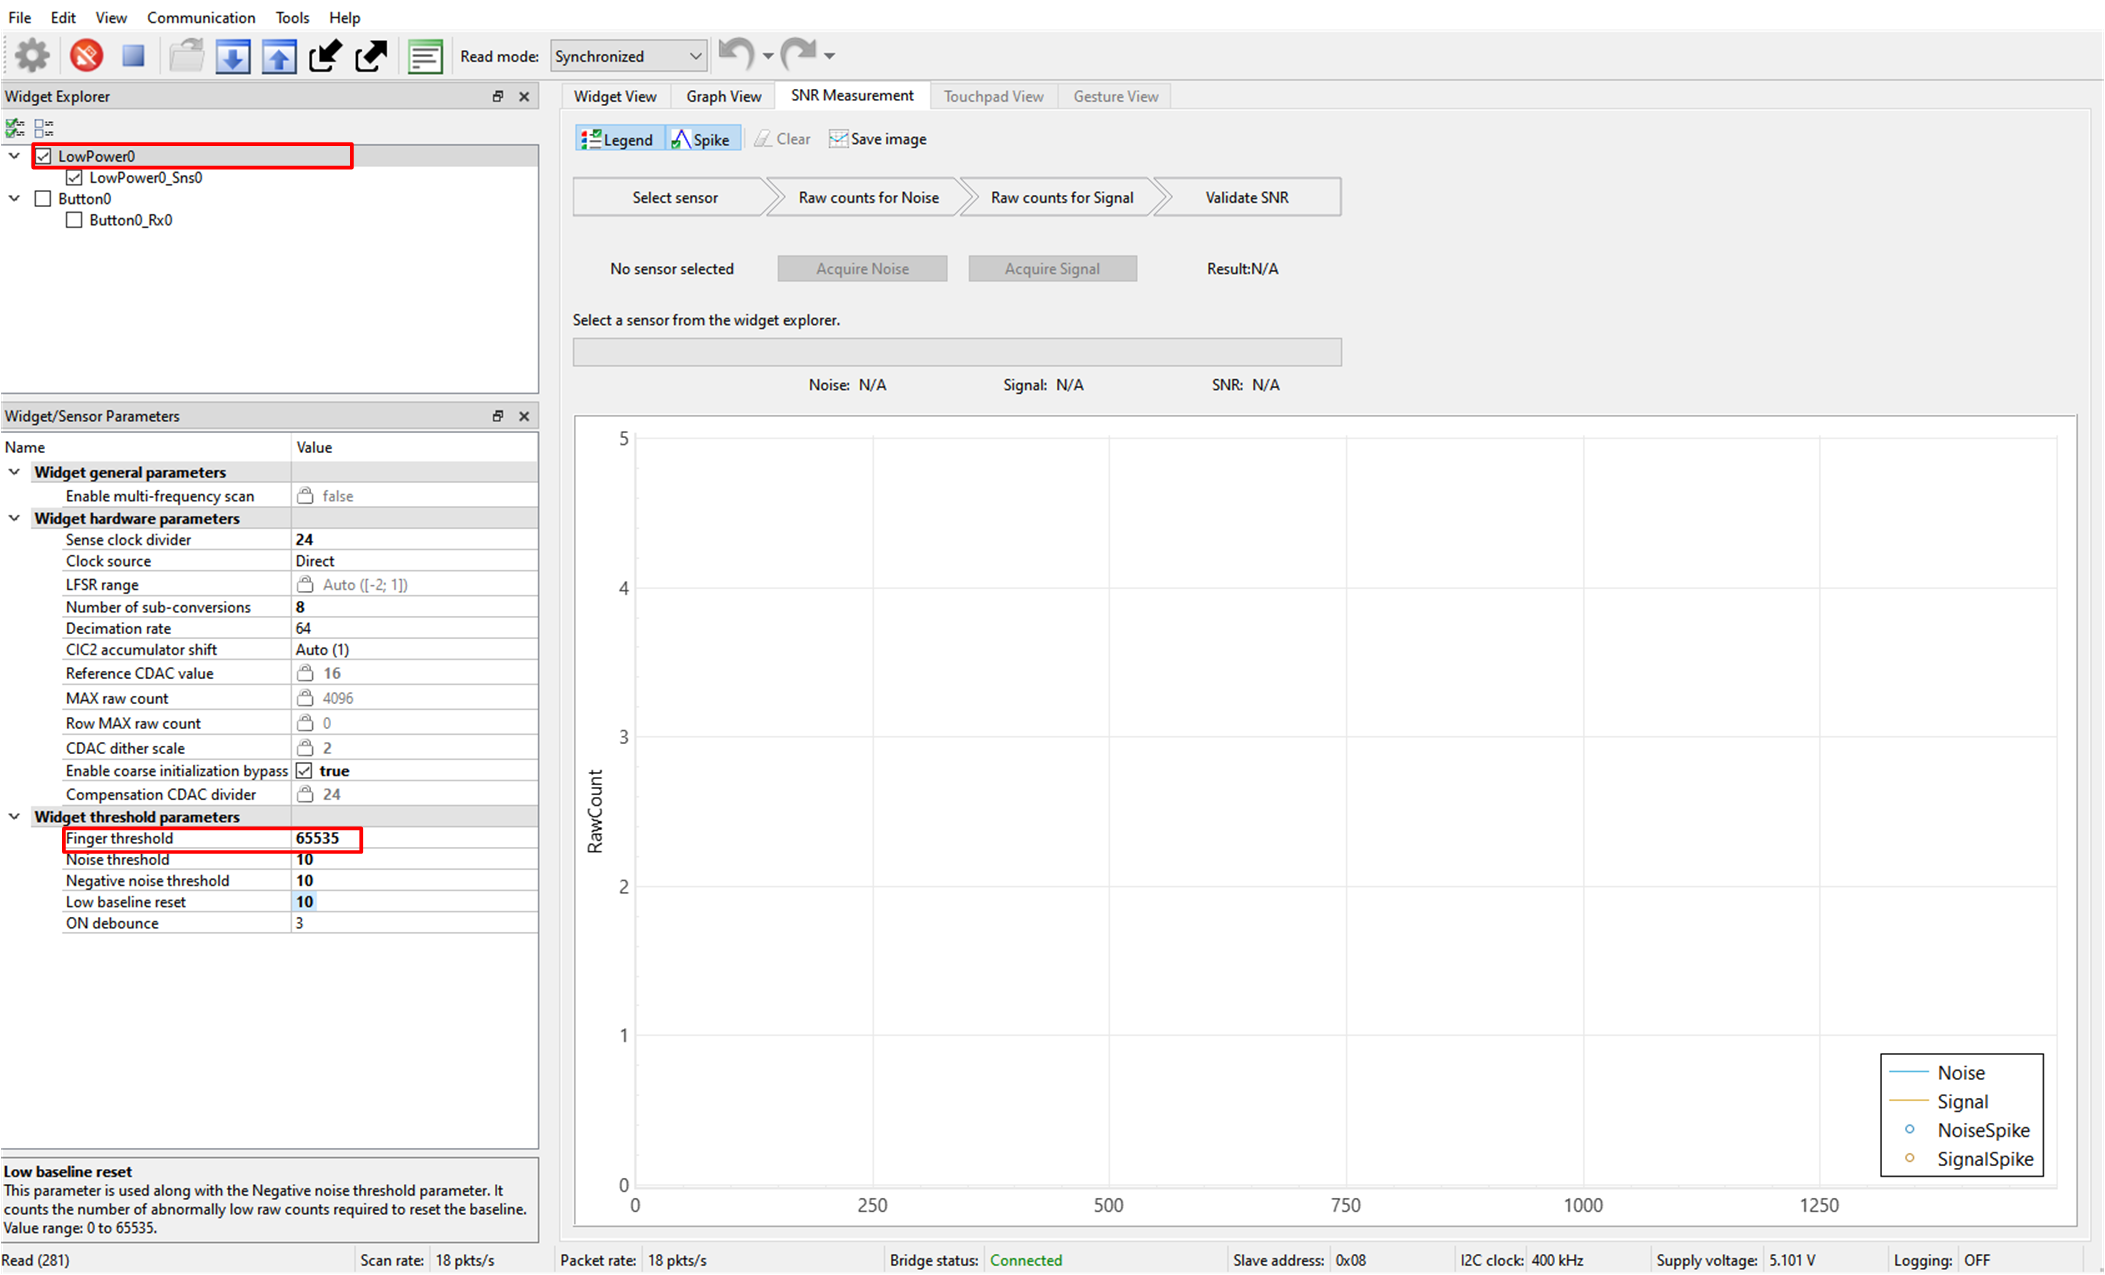 File Edit View Communication Tools Help
Read mode: Synchronized
Widget Explorer
LowPower0
LowPower0_Sns0
Button0
Button0_Rx0
Widget/Sensor Parameters
Name Value
Widget general parameters
Enable multi-frequency scan false
Widget hardware parameters
Sense clock divider 24
Clock source Direct
LFSR range Auto ([-2; 1])
Number of sub-conversions 8
Decimation rate 64
CIC2 accumulator shift Auto (1)
Reference CDAC value 16
MAX raw count 4096
Row MAX raw count 0
CDAC dither scale 2
Enable coarse initialization bypass true
Compensation CDAC divider 24
Widget threshold parameters
Finger threshold 65535
Noise threshold 10
Negative noise threshold 10
Low baseline reset 10
ON debounce 3
Low baseline reset
This parameter is used along with the Negative noise threshold parameter. It
counts the number of abnormally low raw counts required to reset the baseline.
Value range: 0 to 65535.
Widget View Graph View SNR Measurement Touchpad View Gesture View
Legend Spike Clear Save image
Select sensor Raw counts for Noise Raw counts for Signal Validate SNR
No sensor selected Acquire Noise Acquire Signal Result:N/A
Select a sensor from the widget explorer.
Noise: N/A Signal: N/A SNR: N/A
5
4
3
2
1
0
RawCount
0 250 500 750 1000 1250
Noise
Signal
NoiseSpike
SignalSpike
Read (281) Scan rate: 18 pkts/s Packet rate: 18 pkts/s Bridge status: Connected Slave address: 0x08 I2C clock: 400 kHz Supply voltage: 5.101 V Logging: OFF